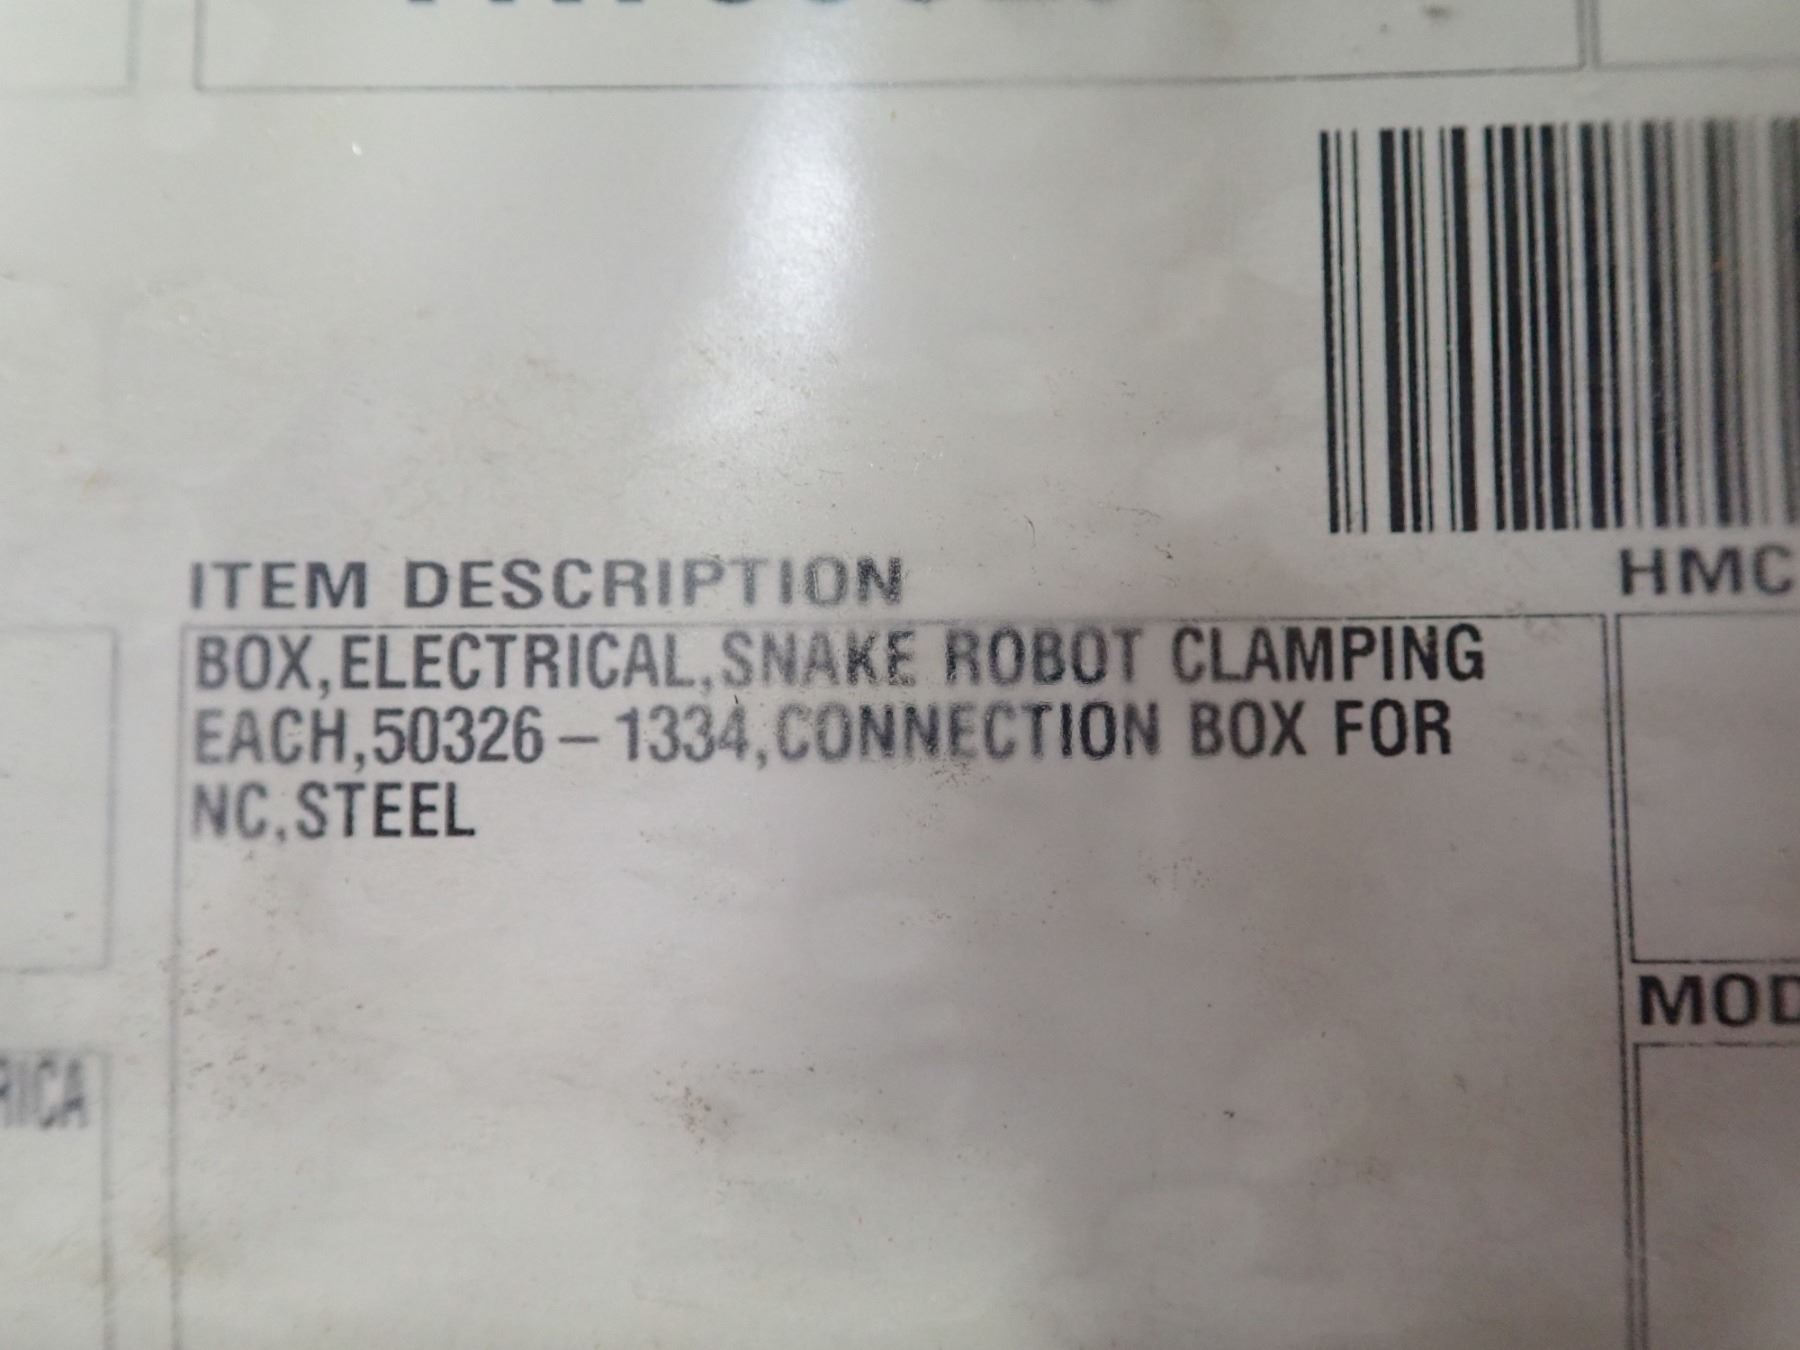 ITEM DESCRIPTION
HMC
BOX,ELECTRICAL,SNAKE ROBOT CLAMPING
EACH,50326-1334,CONNECTION BOX FOR
NC,STEEL
MOD
RICA